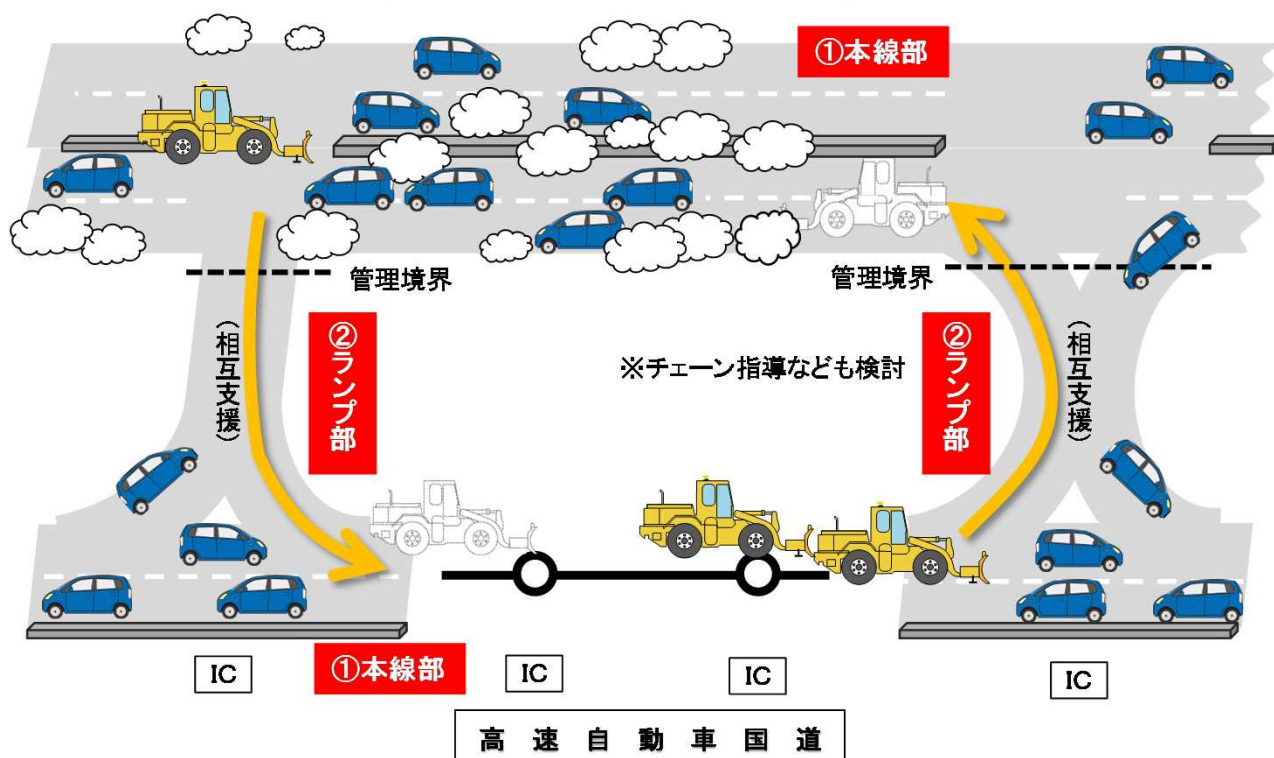 ①本線部
管理境界
管理境界
(相互支援)
②ランプ部
※チェーン指導なども検討
②ランプ部
(相互支援)
IC
①本線部
IC
IC
IC
高速自動車国道